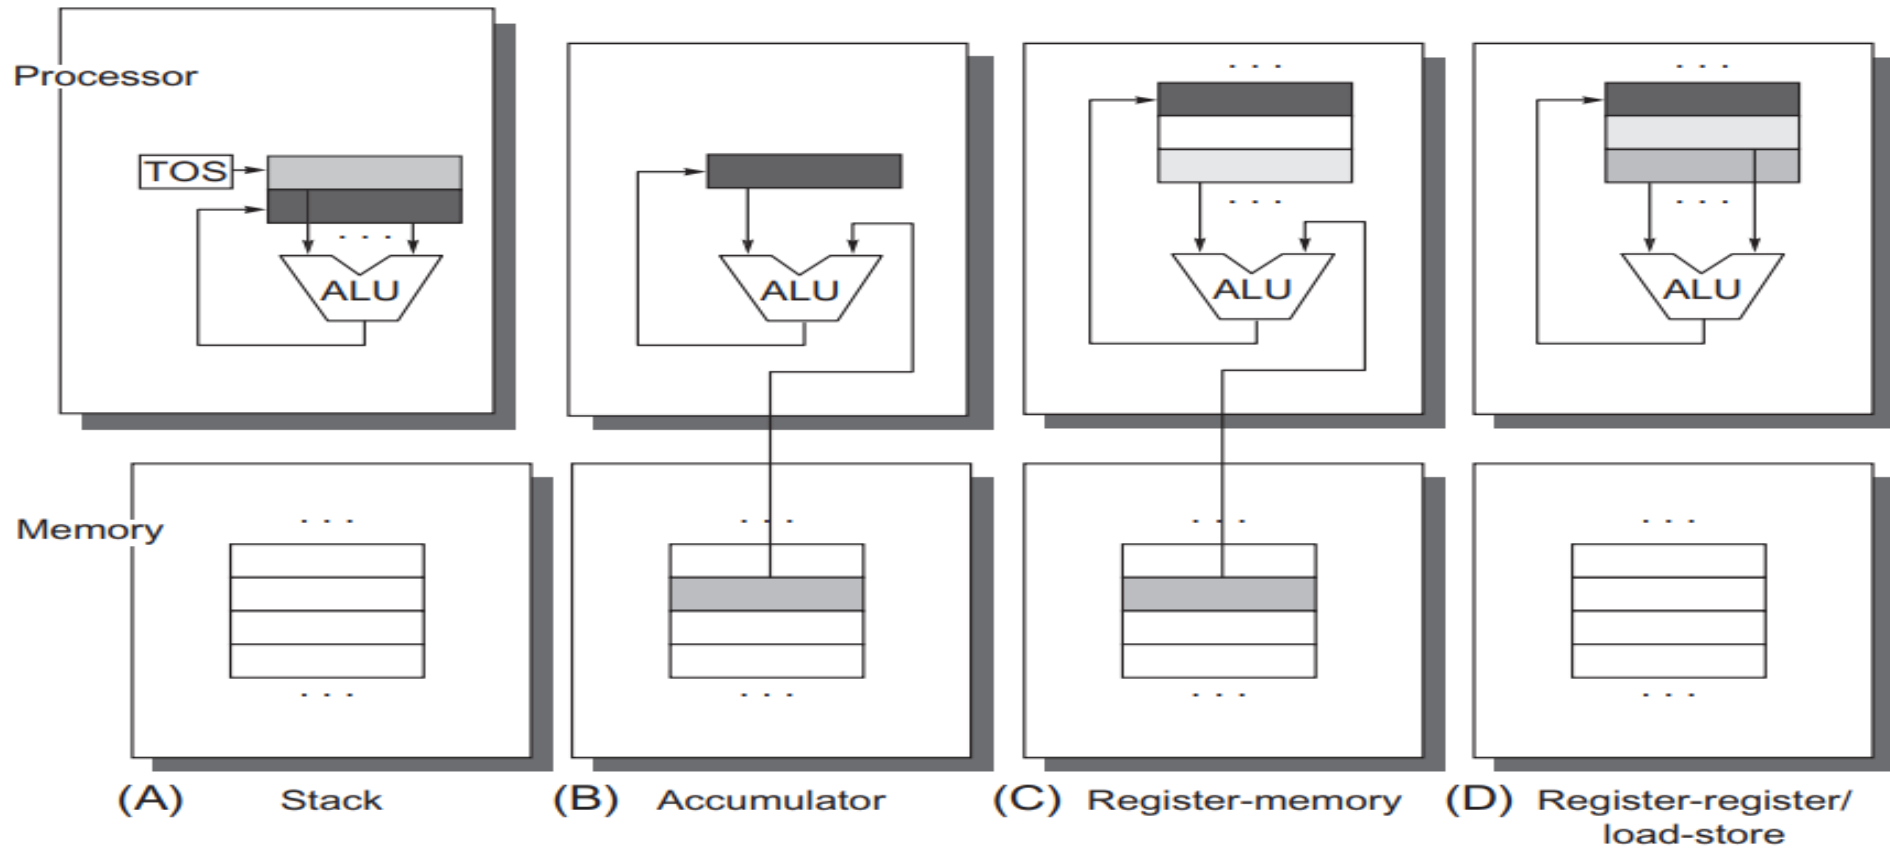 Processor
TOS
ALU
ALU
ALU
ALU
Memory
(A) Stack
(B) Accumulator
(C) Register-memory
(D) Register-register/
load-store